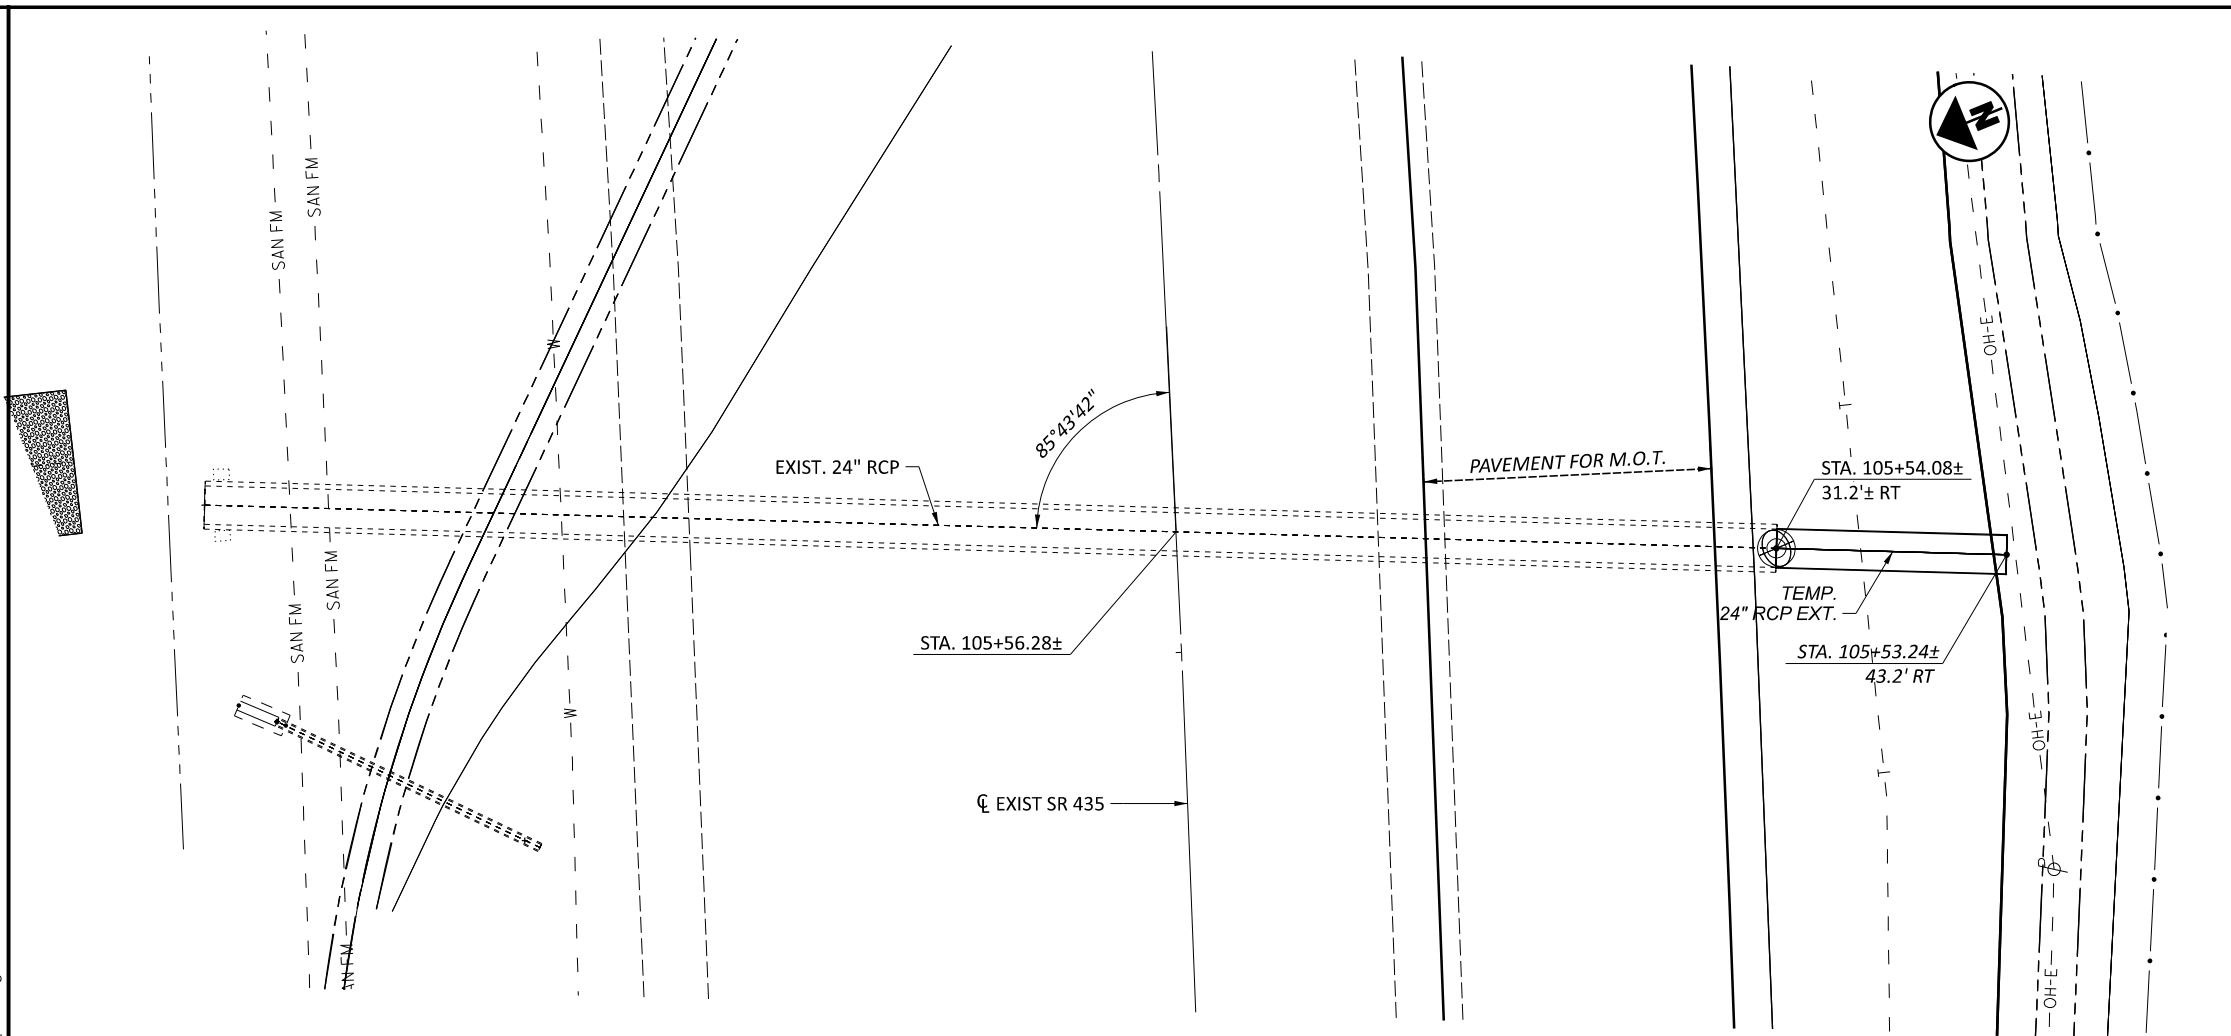 N
SAN FM
SAN FM
W
OH-E
85°43'42"
T
EXIST. 24" RCP
PAVEMENT FOR M.O.T.
STA. 105+54.08±
31.2'± RT
SAN FM
SAN FM
TEMP.
24" RCP EXT.
STA. 105+56.28±
STA. 105+53.24±
43.2' RT
W
OH-E
T
℄ EXIST SR 435
AN FM
OH-E